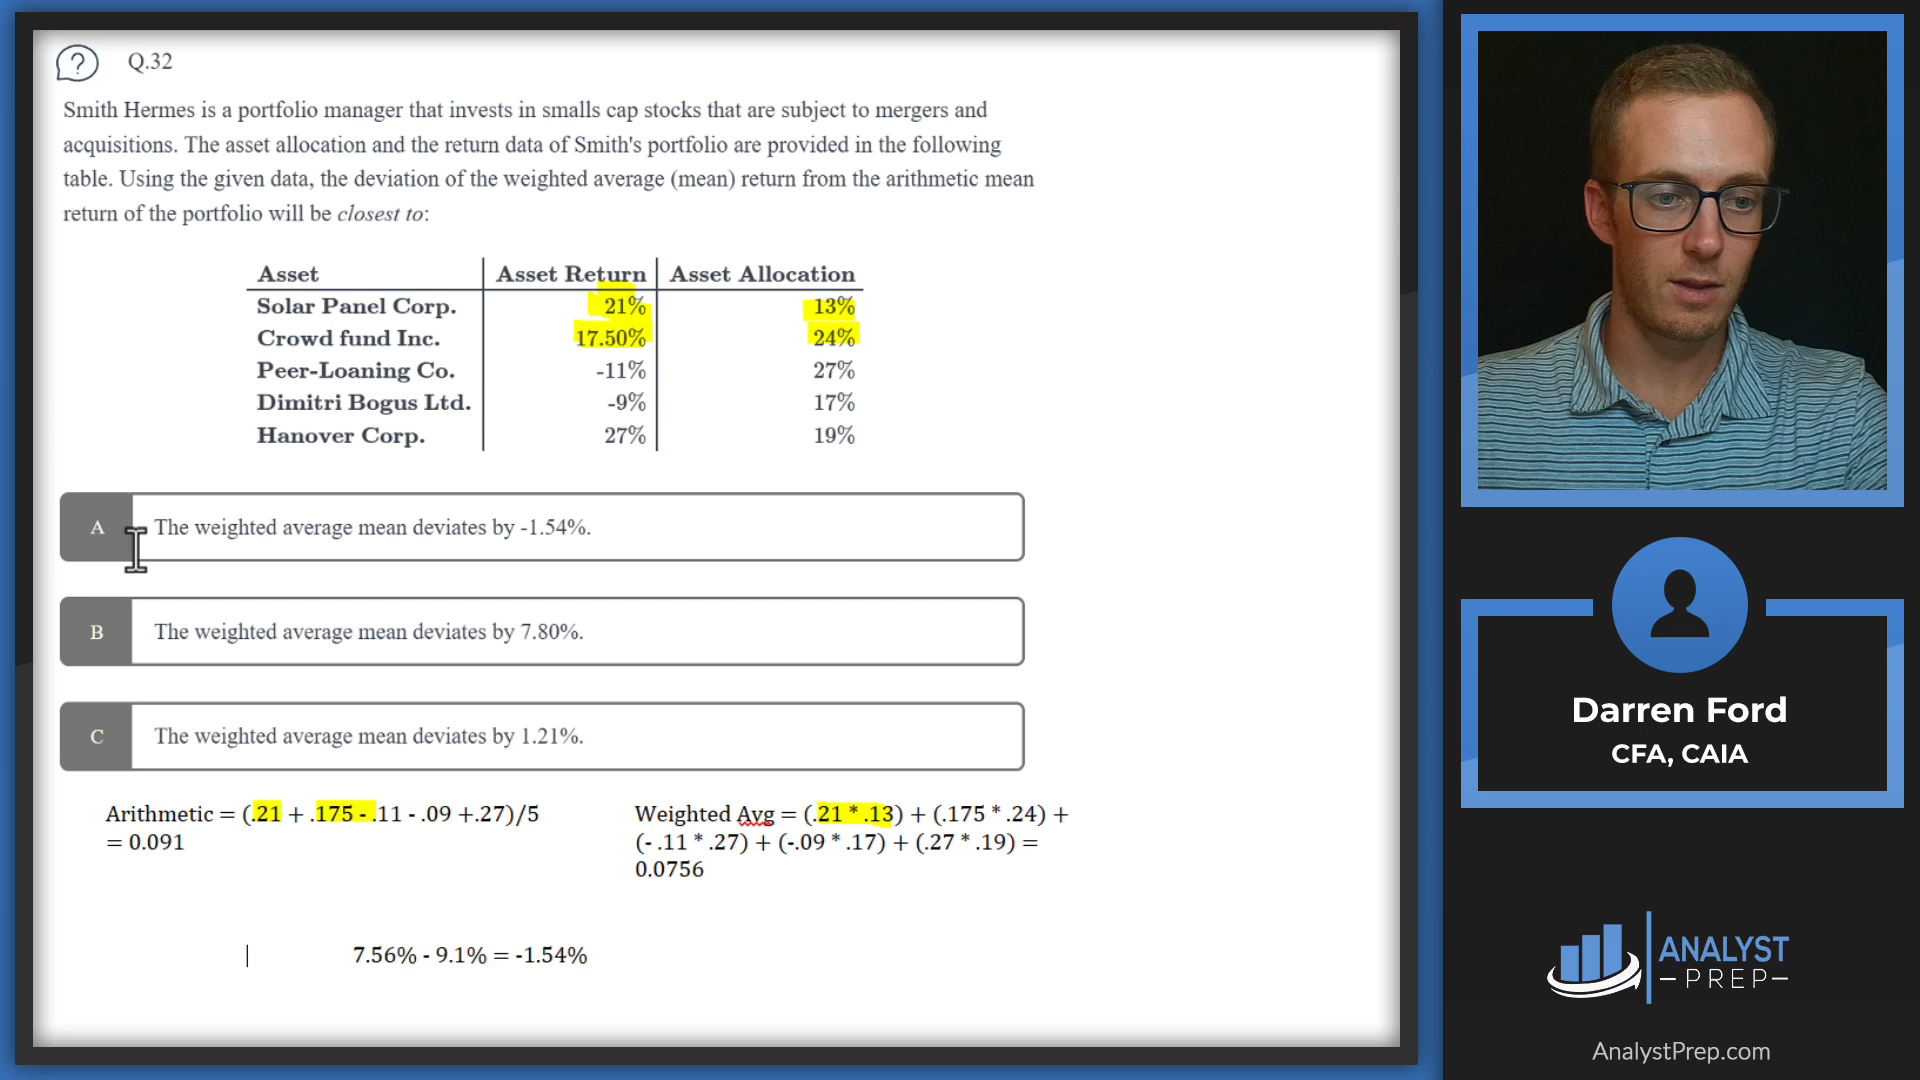 ?
Q.32
Smith Hermes is a portfolio manager that invests in smalls cap stocks that are subject to mergers and
acquisitions. The asset allocation and the return data of Smith's portfolio are provided in the following
table. Using the given data, the deviation of the weighted average (mean) return from the arithmetic mean
return of the portfolio will be closest to:
Asset Asset Return Asset Allocation
Solar Panel Corp. 21% 13%
Crowd fund Inc. 17.50% 24%
Peer-Loaning Co. -11% 27%
Dimitri Bogus Ltd. -9% 17%
Hanover Corp. 27% 19%
A The weighted average mean deviates by -1.54%.
B The weighted average mean deviates by 7.80%.
C The weighted average mean deviates by 1.21%.
Arithmetic = (.21 + .175 - .11 - .09 +.27)/5
= 0.091
Weighted Avg = (.21 * .13) + (.175 * .24) +
(- .11 * .27) + (-.09 * .17) + (.27 * .19) =
0.0756
7.56% - 9.1% = -1.54%
Darren Ford
CFA, CAIA
ANALYST
PREP
AnalystPrep.com